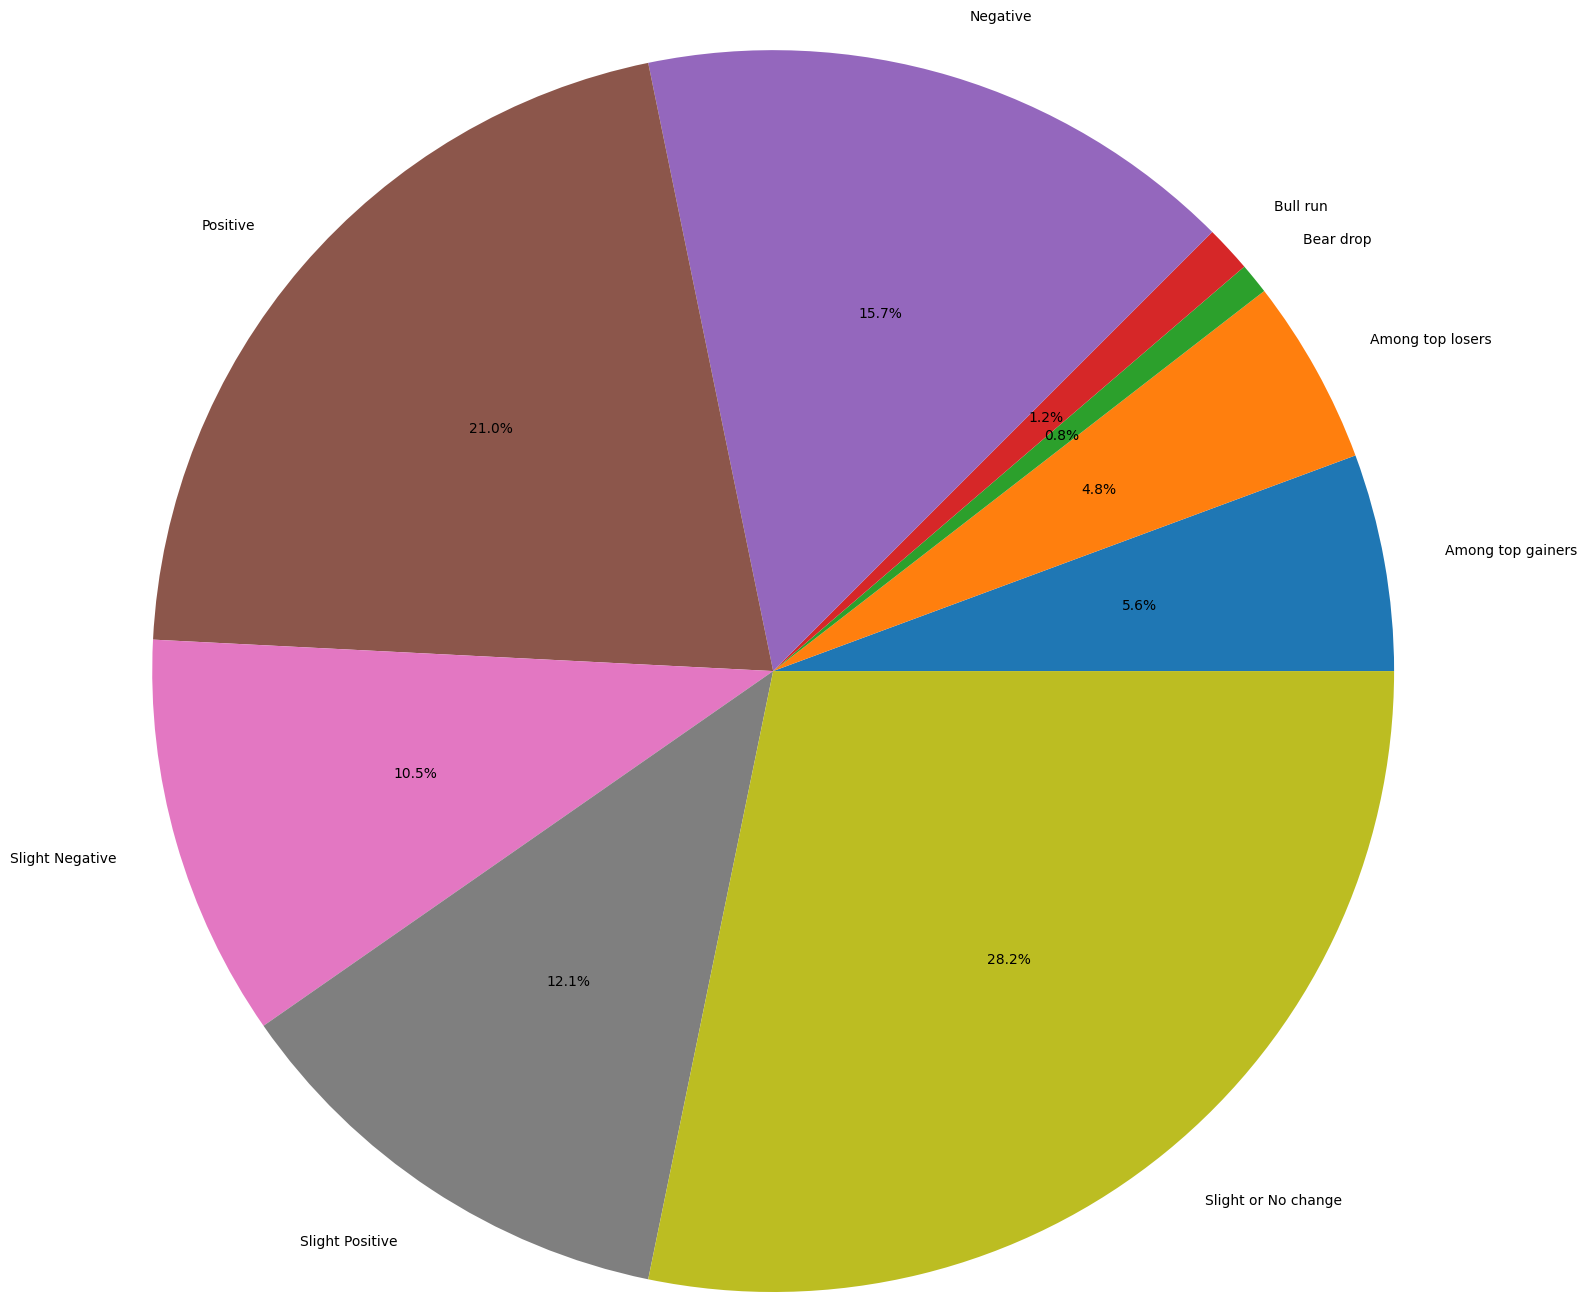 Negative
Bull run
Positive
Bear drop
15.7%
Among top losers
1.2%
21.0%
0.8%
4.8%
Among top gainers
5.6%
10.5%
Slight Negative
28.2%
12.1%
Slight or No change
Slight Positive